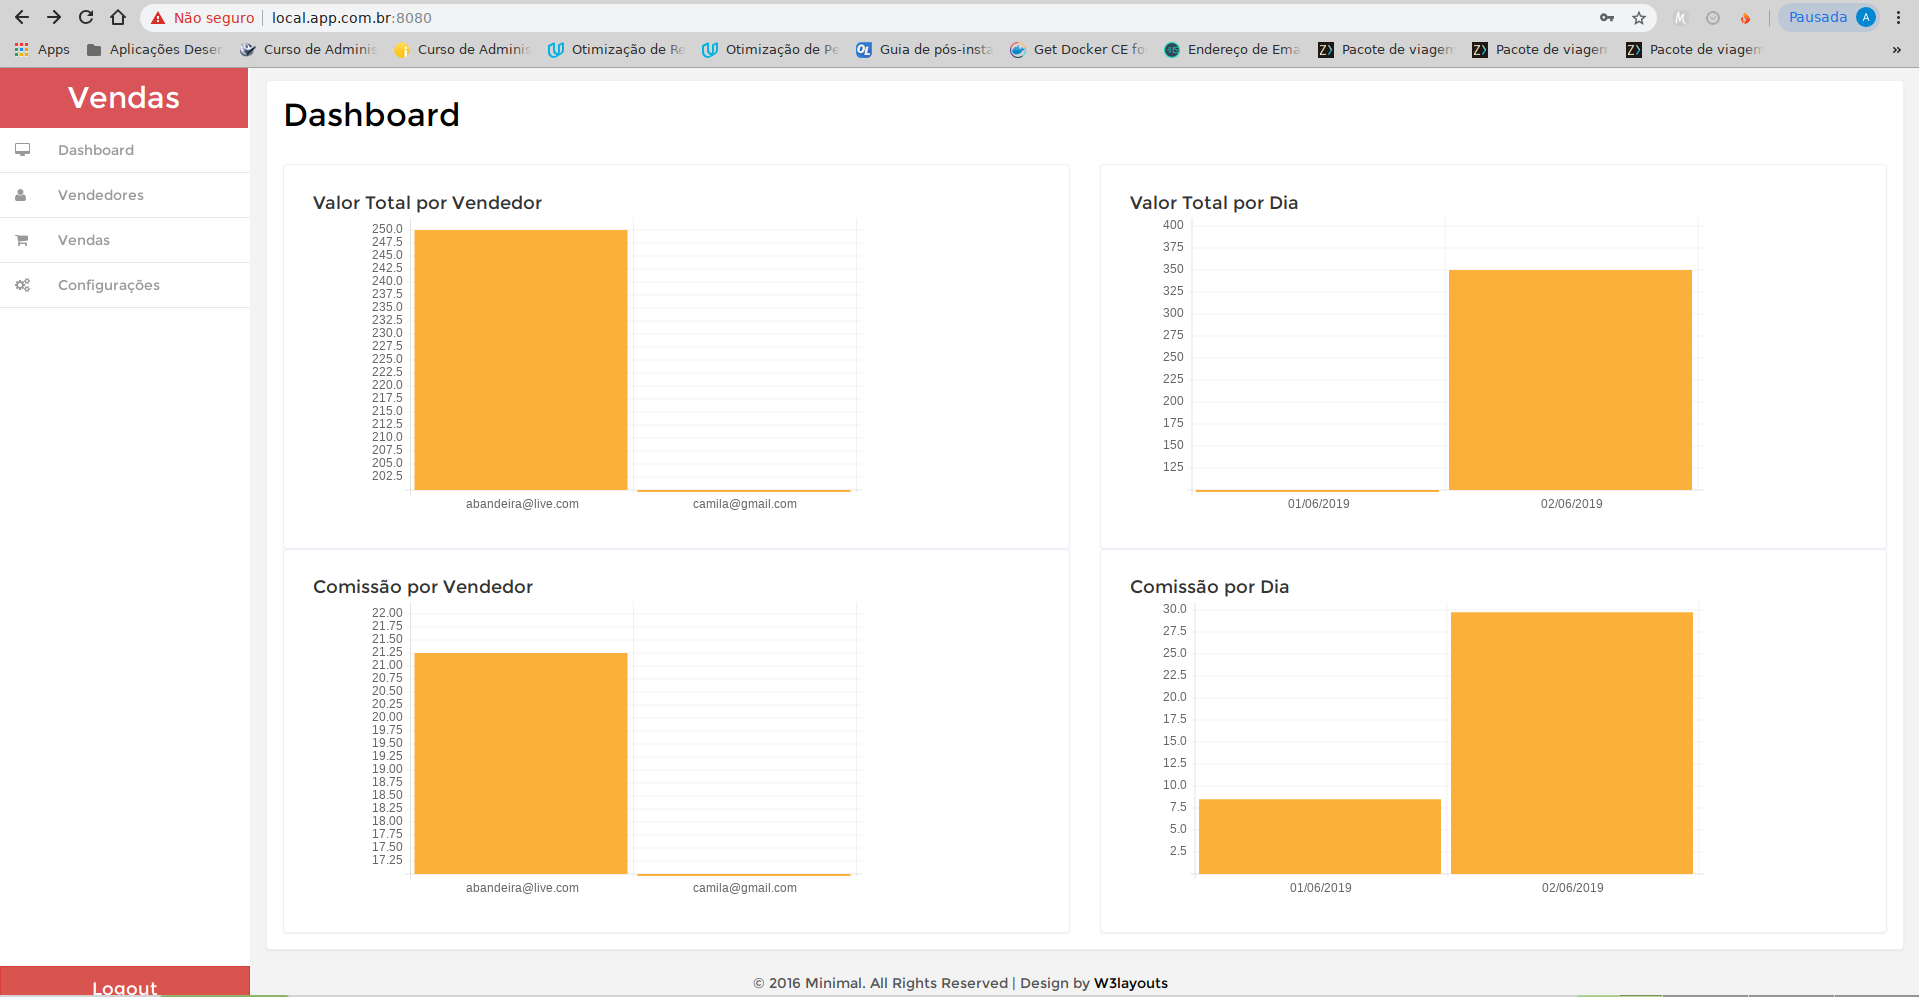 Não seguro
local.app.com.br:8080
Pausada
A
Apps
Aplicações Deser
Curso de Adminis
Curso de Adminis
Otimização de Re
Otimização de Pe
Guia de pós-insta
Get Docker CE fo
Endereço de Ema
Pacote de viagem
Pacote de viagem
Pacote de viagem
»
Vendas
Dashboard
Vendedores
Vendas
Configurações
Logout
Dashboard
Valor Total por Vendedor
250.0
247.5
245.0
242.5
240.0
237.5
235.0
232.5
230.0
227.5
225.0
222.5
220.0
217.5
215.0
212.5
210.0
207.5
205.0
202.5
abandeira@live.com
camila@gmail.com
Valor Total por Dia
400
375
350
325
300
275
250
225
200
175
150
125
01/06/2019
02/06/2019
Comissão por Vendedor
22.00
21.75
21.50
21.25
21.00
20.75
20.50
20.25
20.00
19.75
19.50
19.25
19.00
18.75
18.50
18.25
18.00
17.75
17.50
17.25
abandeira@live.com
camila@gmail.com
Comissão por Dia
30.0
27.5
25.0
22.5
20.0
17.5
15.0
12.5
10.0
7.5
5.0
2.5
01/06/2019
02/06/2019
© 2016 Minimal. All Rights Reserved | Design by W3layouts